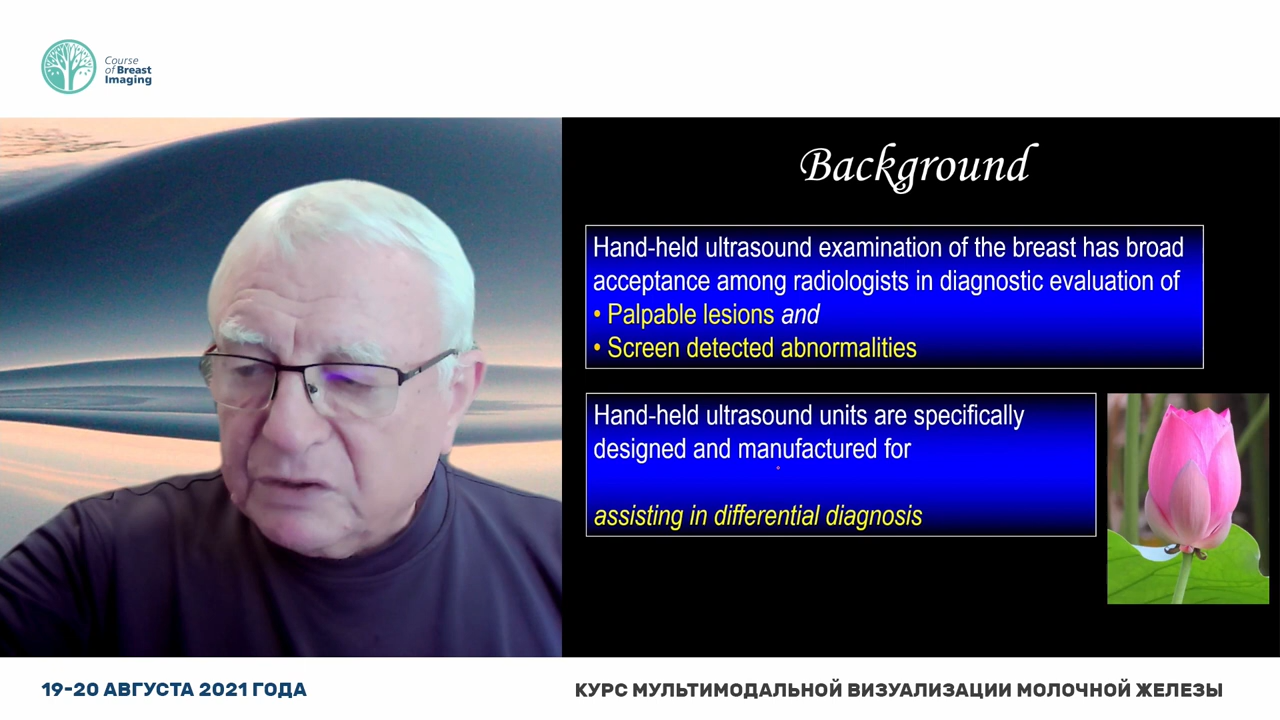 Course
of Breast
Imaging
Background
Hand-held ultrasound examination of the breast has broad
acceptance among radiologists in diagnostic evaluation of
• Palpable lesions and
• Screen detected abnormalities
Hand-held ultrasound units are specifically
designed and manufactured for
assisting in differential diagnosis
19-20 АВГУСТА 2021 ГОДА
КУРС МУЛЬТИМОДАЛЬНОЙ ВИЗУАЛИЗАЦИИ МОЛОЧНОЙ ЖЕЛЕЗЫ